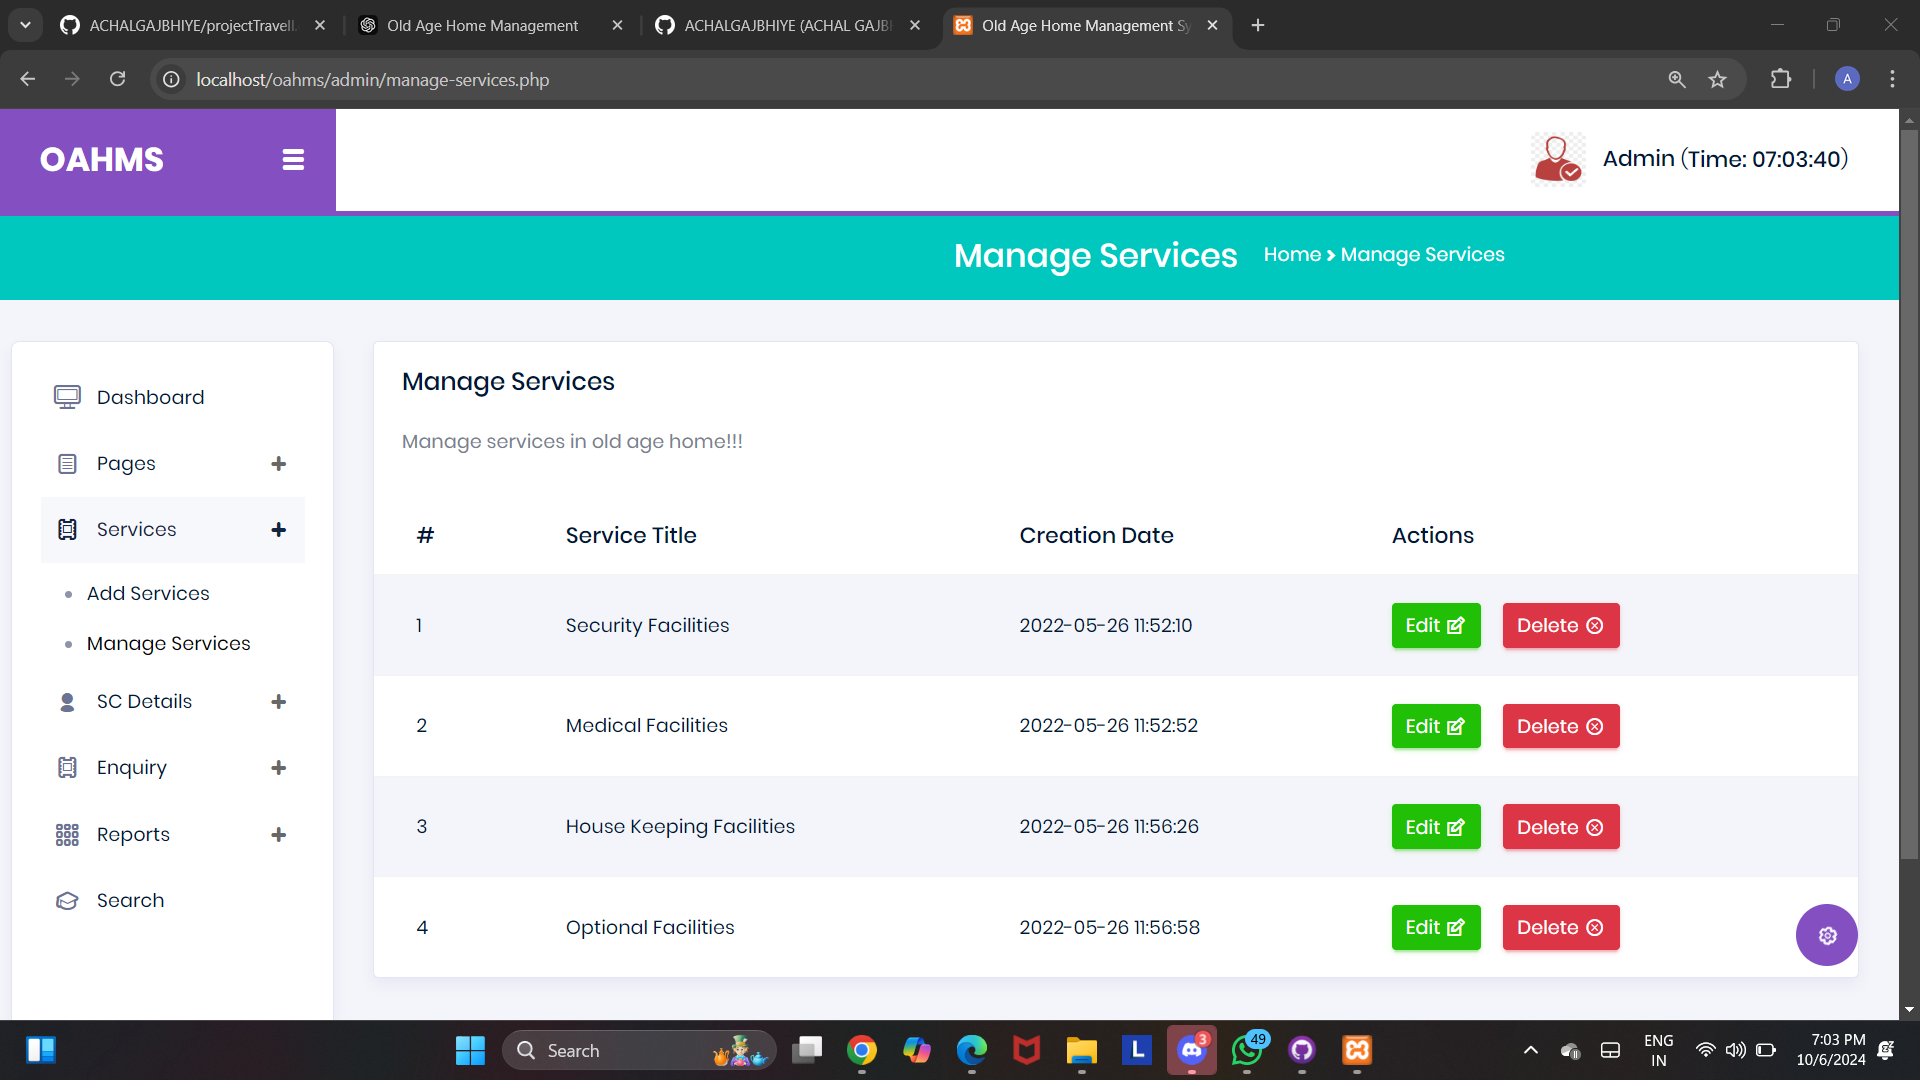 ACHALGAJBHIYE/projectTravell
Old Age Home Management
ACHALGAJBHIYE (ACHAL GAJBH
Old Age Home Management Sy
localhost/oahms/admin/manage-services.php
A
OAHMS
Admin (Time: 07:03:40)
Manage Services
Home > Manage Services
Dashboard
Pages
Services
Add Services
Manage Services
SC Details
Enquiry
Reports
Search
Manage Services
Manage services in old age home!!!
# Service Title Creation Date Actions
1 Security Facilities 2022-05-26 11:52:10 Edit Delete
2 Medical Facilities 2022-05-26 11:52:52 Edit Delete
3 House Keeping Facilities 2022-05-26 11:56:26 Edit Delete
4 Optional Facilities 2022-05-26 11:56:58 Edit Delete
Search
L
3
49
ENG
IN
7:03 PM
10/6/2024